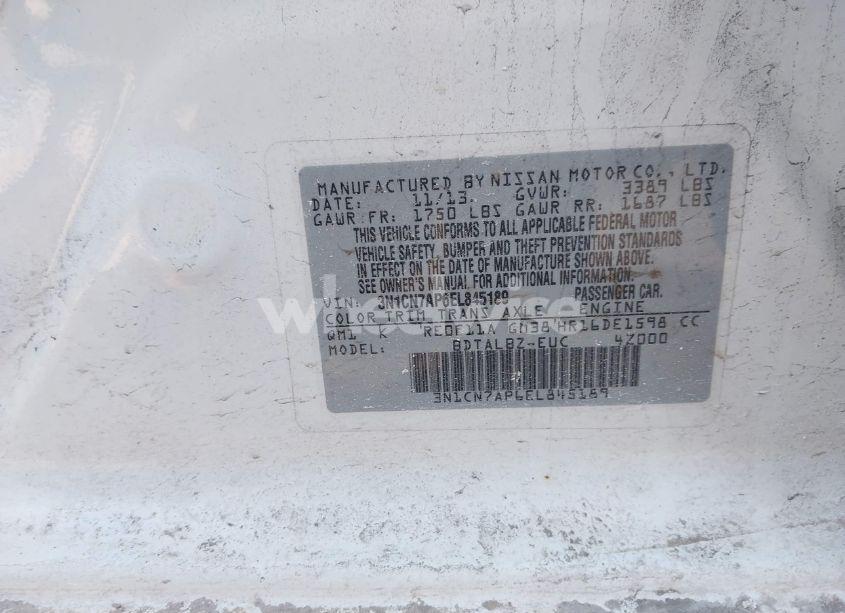 MANUFACTURED BY NISSAN MOTOR CO., LTD.
DATE: 11/13. GVWR: 3389 LBS
GAWR FR: 1750 LBS GAWR RR: 1687 LBS
THIS VEHICLE CONFORMS TO ALL APPLICABLE FEDERAL MOTOR
VEHICLE SAFETY, BUMPER AND THEFT PREVENTION STANDARDS
IN EFFECT ON THE DATE OF MANUFACTURE SHOWN ABOVE.
SEE OWNER'S MANUAL FOR ADDITIONAL INFORMATION.
VIN: 3N1CN7AP6EL845189 PASSENGER CAR.
COLOR TRIM TRANS AXLE ENGINE
QM1 K RE0F11A GM38 HR16DE1598 CC
MODEL: BDTALBZ-EUC 4Z000
3N1CN7AP6EL845189